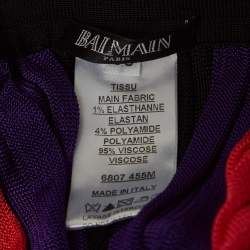 BALMAIN
PARIS
TISSU
MAIN FABRIC
1% ELASTHANNE
ELASTAN
4% POLYAMIDE
POLYAMIDE
95% VISCOSE
VISCOSE
6807 455M
MADE IN ITALY